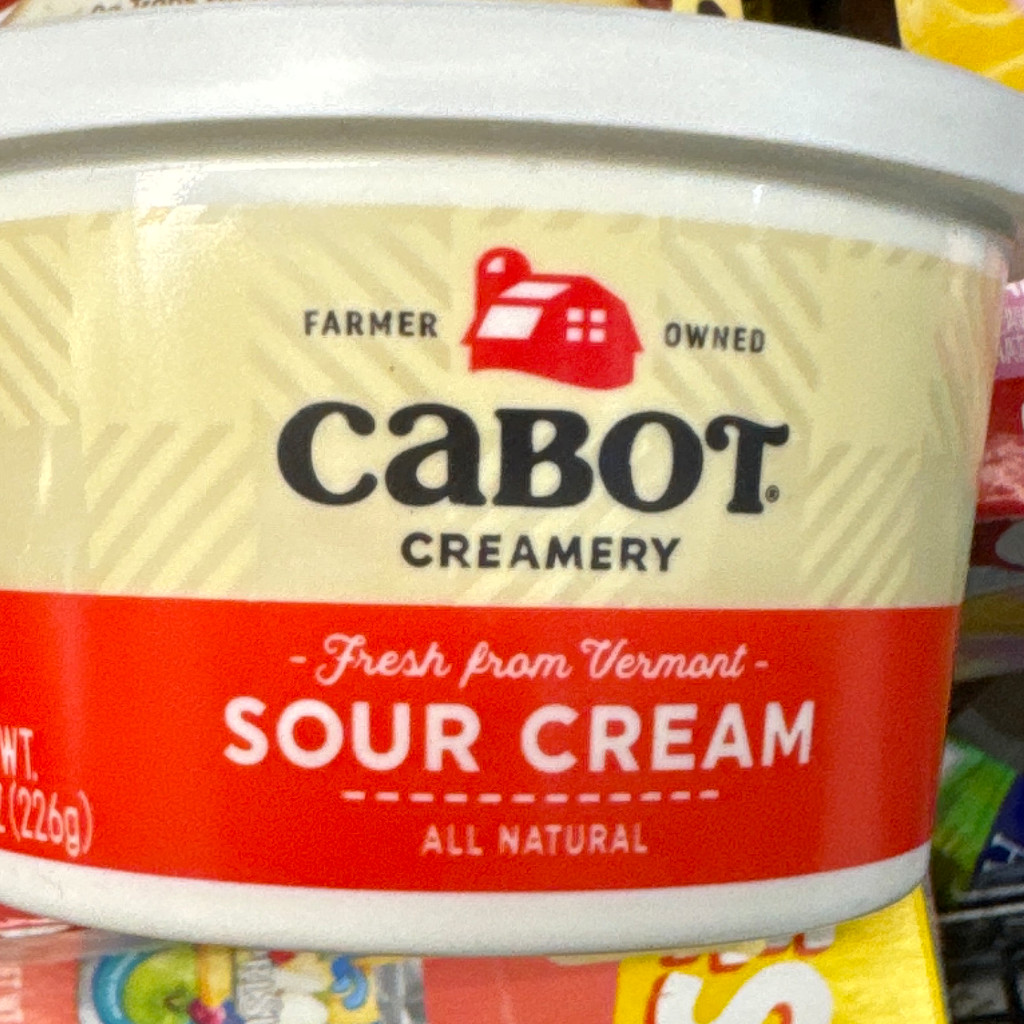 FARMER OWNED
CABOT®
CREAMERY
- Fresh from Vermont -
SOUR CREAM
ALL NATURAL
WT.
(226g)